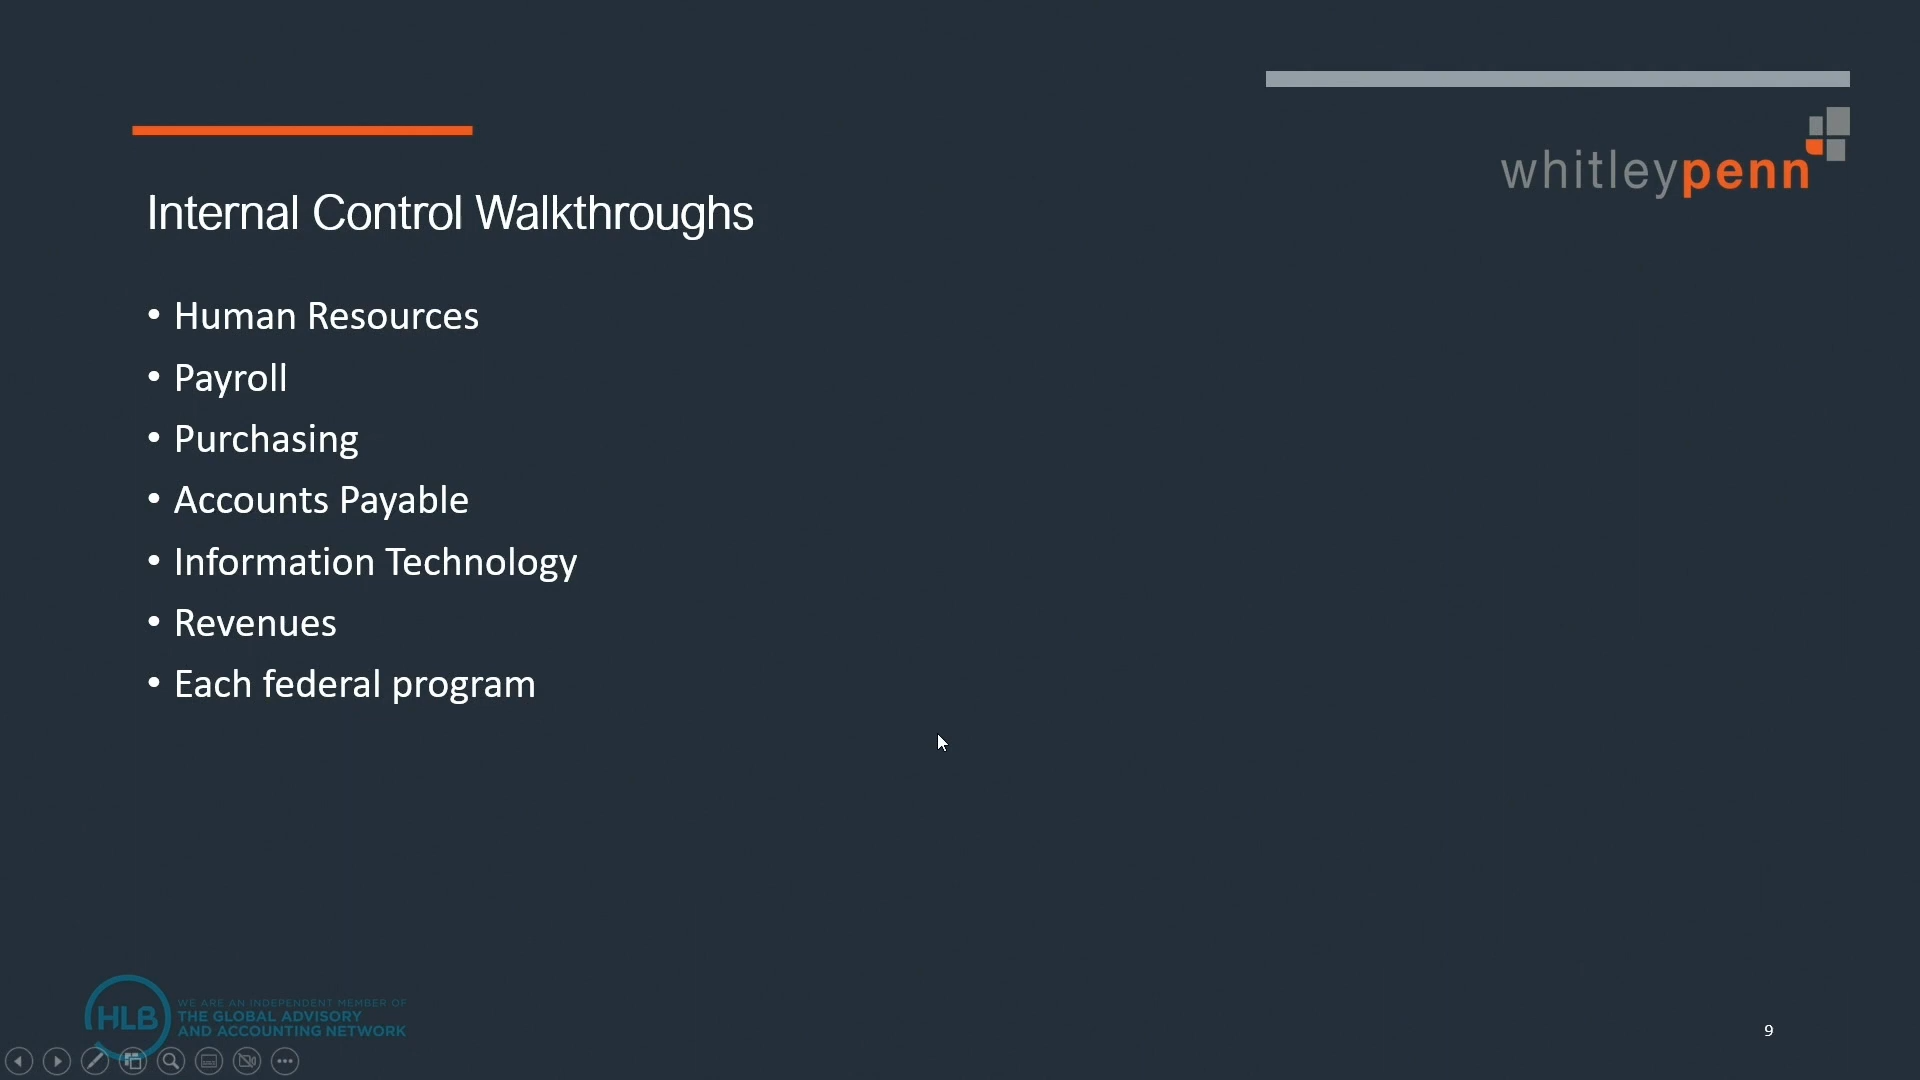 whitleypenn
Internal Control Walkthroughs
• Human Resources
• Payroll
• Purchasing
• Accounts Payable
• Information Technology
• Revenues
• Each federal program
HLB
WE ARE AN INDEPENDENT MEMBER OF
THE GLOBAL ADVISORY
AND ACCOUNTING NETWORK
9